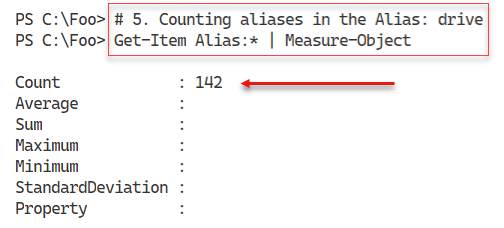 PS C:\Foo> # 5. Counting aliases in the Alias: drive
PS C:\Foo> Get-Item Alias:* | Measure-Object
Count : 142
Average :
Sum :
Maximum :
Minimum :
StandardDeviation :
Property :